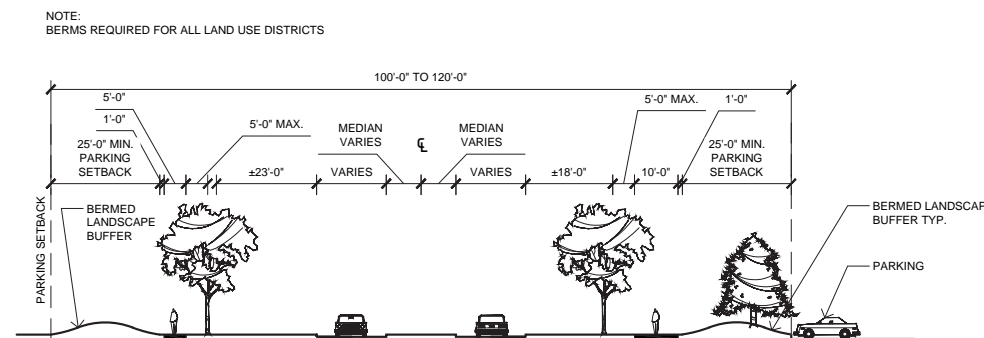 NOTE:
BERMS REQUIRED FOR ALL LAND USE DISTRICTS
100'-0" TO 120'-0"
5'-0"
1'-0"
25'-0" MIN.
PARKING
SETBACK
5'-0" MAX.
±23'-0"
MEDIAN
VARIES
VARIES
℄
MEDIAN
VARIES
VARIES
±18'-0"
5'-0" MAX.
10'-0"
1'-0"
25'-0" MIN.
PARKING
SETBACK
PARKING SETBACK
BERMED
LANDSCAPE
BUFFER
BERMED LANDSCAP
BUFFER TYP.
PARKING